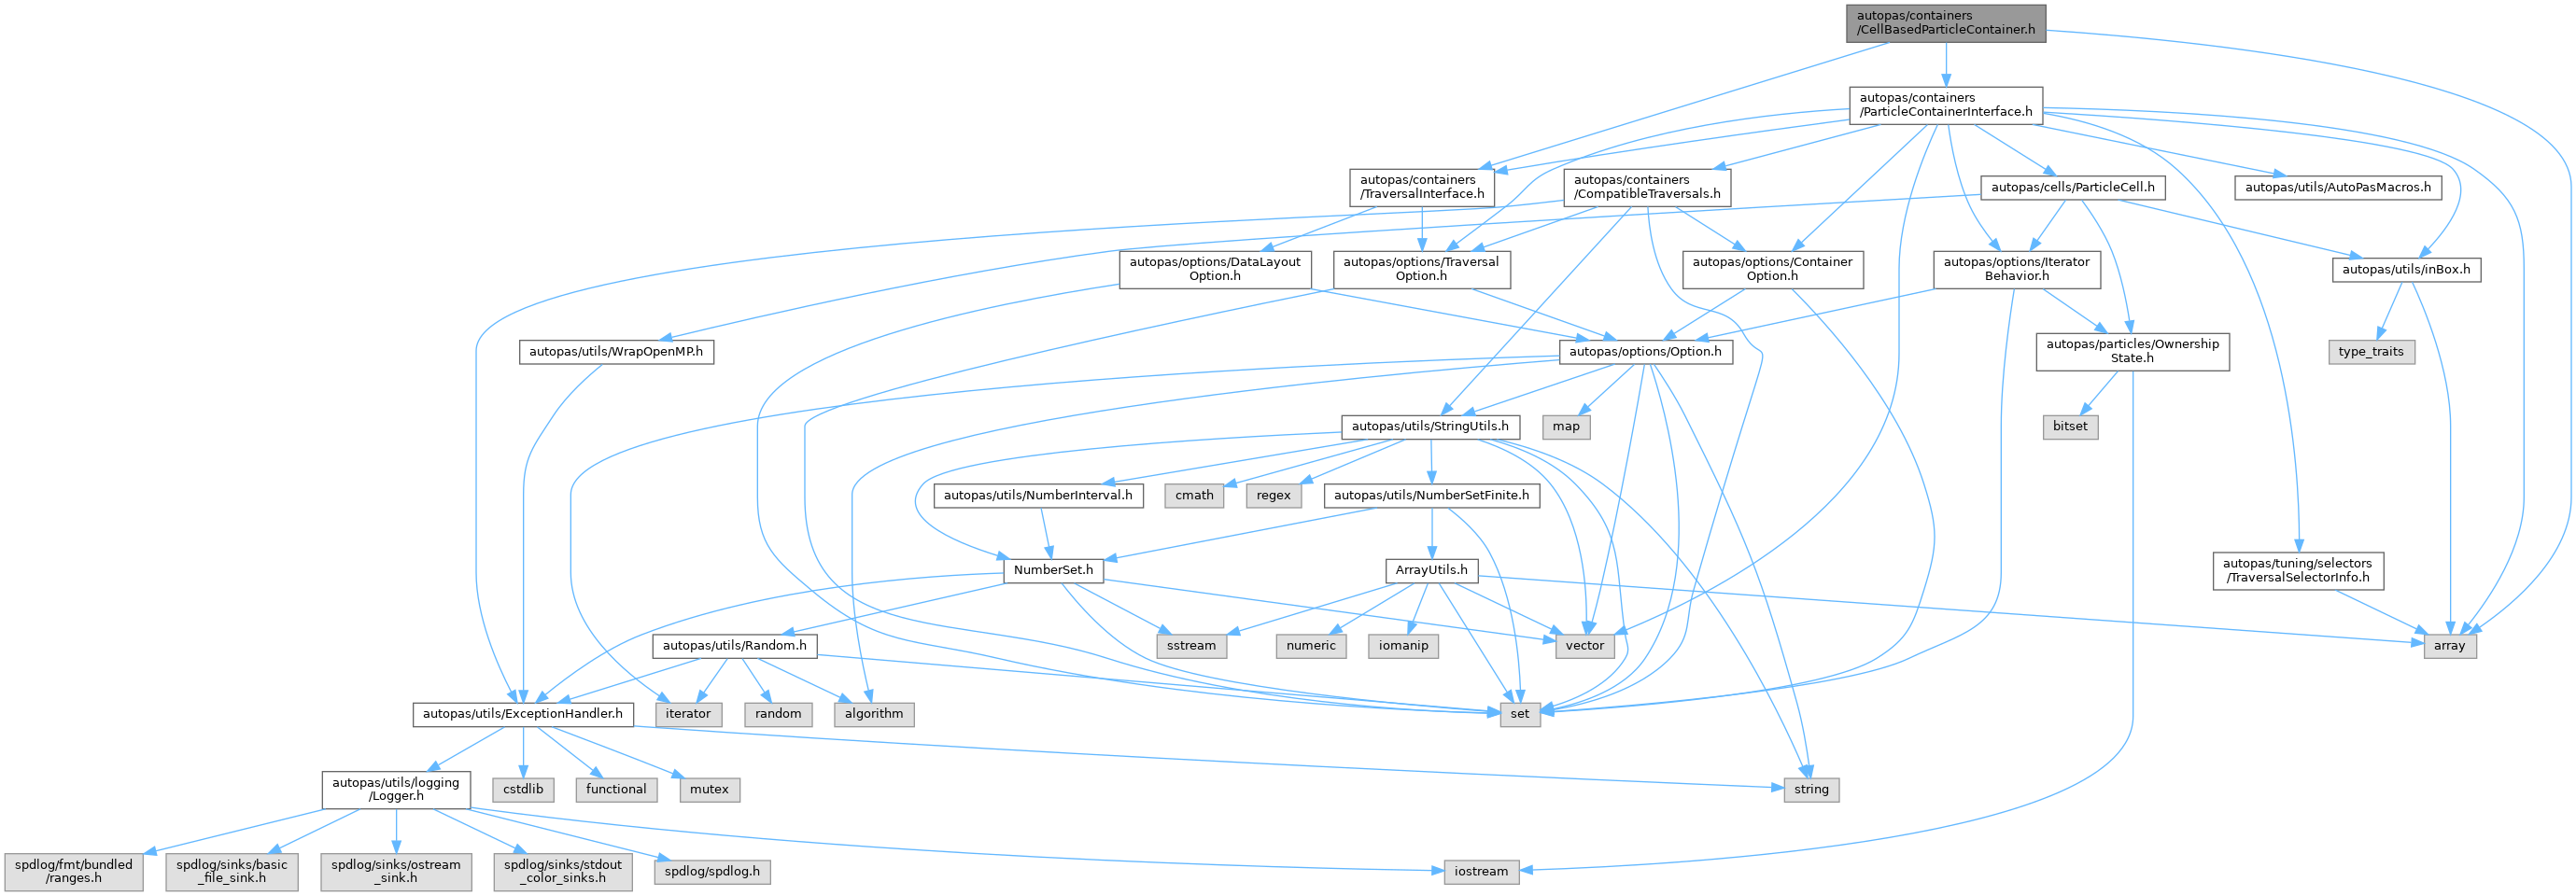 autopas/containers
/CellBasedParticleContainer.h
autopas/containers
/ParticleContainerInterface.h
autopas/containers
/TraversalInterface.h
autopas/containers
/CompatibleTraversals.h
autopas/cells/ParticleCell.h
autopas/utils/AutoPasMacros.h
autopas/options/DataLayout
Option.h
autopas/options/Traversal
Option.h
autopas/options/Container
Option.h
autopas/options/Iterator
Behavior.h
autopas/utils/inBox.h
autopas/utils/WrapOpenMP.h
autopas/options/Option.h
autopas/particles/Ownership
State.h
type_traits
autopas/utils/StringUtils.h
map
bitset
autopas/utils/NumberInterval.h
cmath
regex
autopas/utils/NumberSetFinite.h
NumberSet.h
ArrayUtils.h
autopas/tuning/selectors
/TraversalSelectorInfo.h
autopas/utils/Random.h
sstream
numeric
iomanip
vector
array
autopas/utils/ExceptionHandler.h
iterator
random
algorithm
set
autopas/utils/logging
/Logger.h
cstdlib
functional
mutex
string
spdlog/fmt/bundled
/ranges.h
spdlog/sinks/basic
_file_sink.h
spdlog/sinks/ostream
_sink.h
spdlog/sinks/stdout
_color_sinks.h
spdlog/spdlog.h
iostream